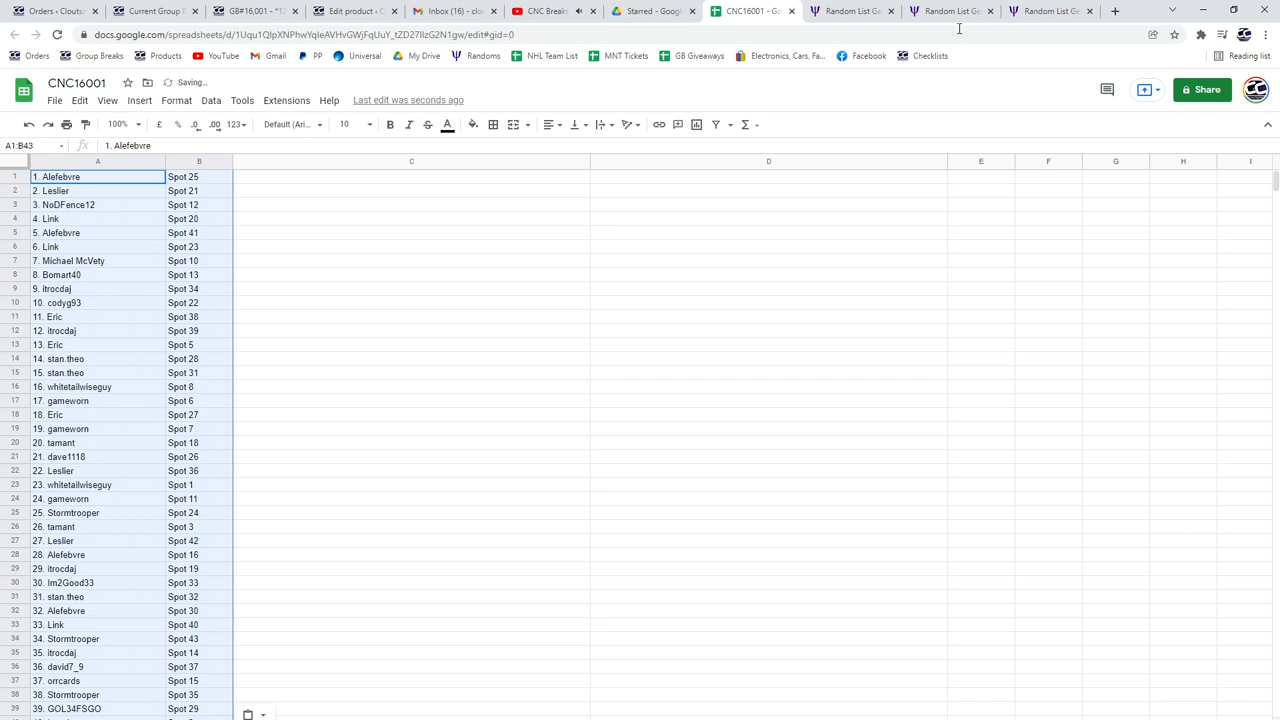 Orders ‹ Clouts
Current Group B
GB#16,001 - *12
Edit product ‹ C
Inbox (16) - clo
CNC Breaks
Starred - Googl
CNC16001 - Go
Random List Ge
Random List Ge
Random List Ge
docs.google.com/spreadsheets/d/1Uqu1QlpXNPhwYqIeAVHvGWjFqUuY_tZD27lIzG2N1gw/edit#gid=0
Orders
Group Breaks
Products
YouTube
Gmail
PP
Universal
My Drive
Randoms
NHL Team List
MNT Tickets
GB Giveaways
Electronics, Cars, Fa...
Facebook
Checklists
Reading list
CNC16001
Saving...
File Edit View Insert Format Data Tools Extensions Help Last edit was seconds ago
Share
100% £ % .0 .00 123 Default (Ari... 10 B I S A
A1:B43 fx 1. Alefebvre
A B C D E F G H I
1 1. Alefebvre Spot 25
2 2. Leslier Spot 21
3 3. NoDFence12 Spot 12
4 4. Link Spot 20
5 5. Alefebvre Spot 41
6 6. Link Spot 23
7 7. Michael McVety Spot 10
8 8. Bomart40 Spot 13
9 9. itrocdaj Spot 34
10 10. codyg93 Spot 22
11 11. Eric Spot 38
12 12. itrocdaj Spot 39
13 13. Eric Spot 5
14 14. stan.theo Spot 28
15 15. stan.theo Spot 31
16 16. whitetailwiseguy Spot 8
17 17. gameworn Spot 6
18 18. Eric Spot 27
19 19. gameworn Spot 7
20 20. tamant Spot 18
21 21. dave1118 Spot 26
22 22. Leslier Spot 36
23 23. whitetailwiseguy Spot 1
24 24. gameworn Spot 11
25 25. Stormtrooper Spot 24
26 26. tamant Spot 3
27 27. Leslier Spot 42
28 28. Alefebvre Spot 16
29 29. itrocdaj Spot 19
30 30. Im2Good33 Spot 33
31 31. stan.theo Spot 32
32 32. Alefebvre Spot 30
33 33. Link Spot 40
34 34. Stormtrooper Spot 43
35 35. itrocdaj Spot 14
36 36. david7_9 Spot 37
37 37. orrcards Spot 15
38 38. Stormtrooper Spot 35
39 39. GOL34FSGO Spot 29